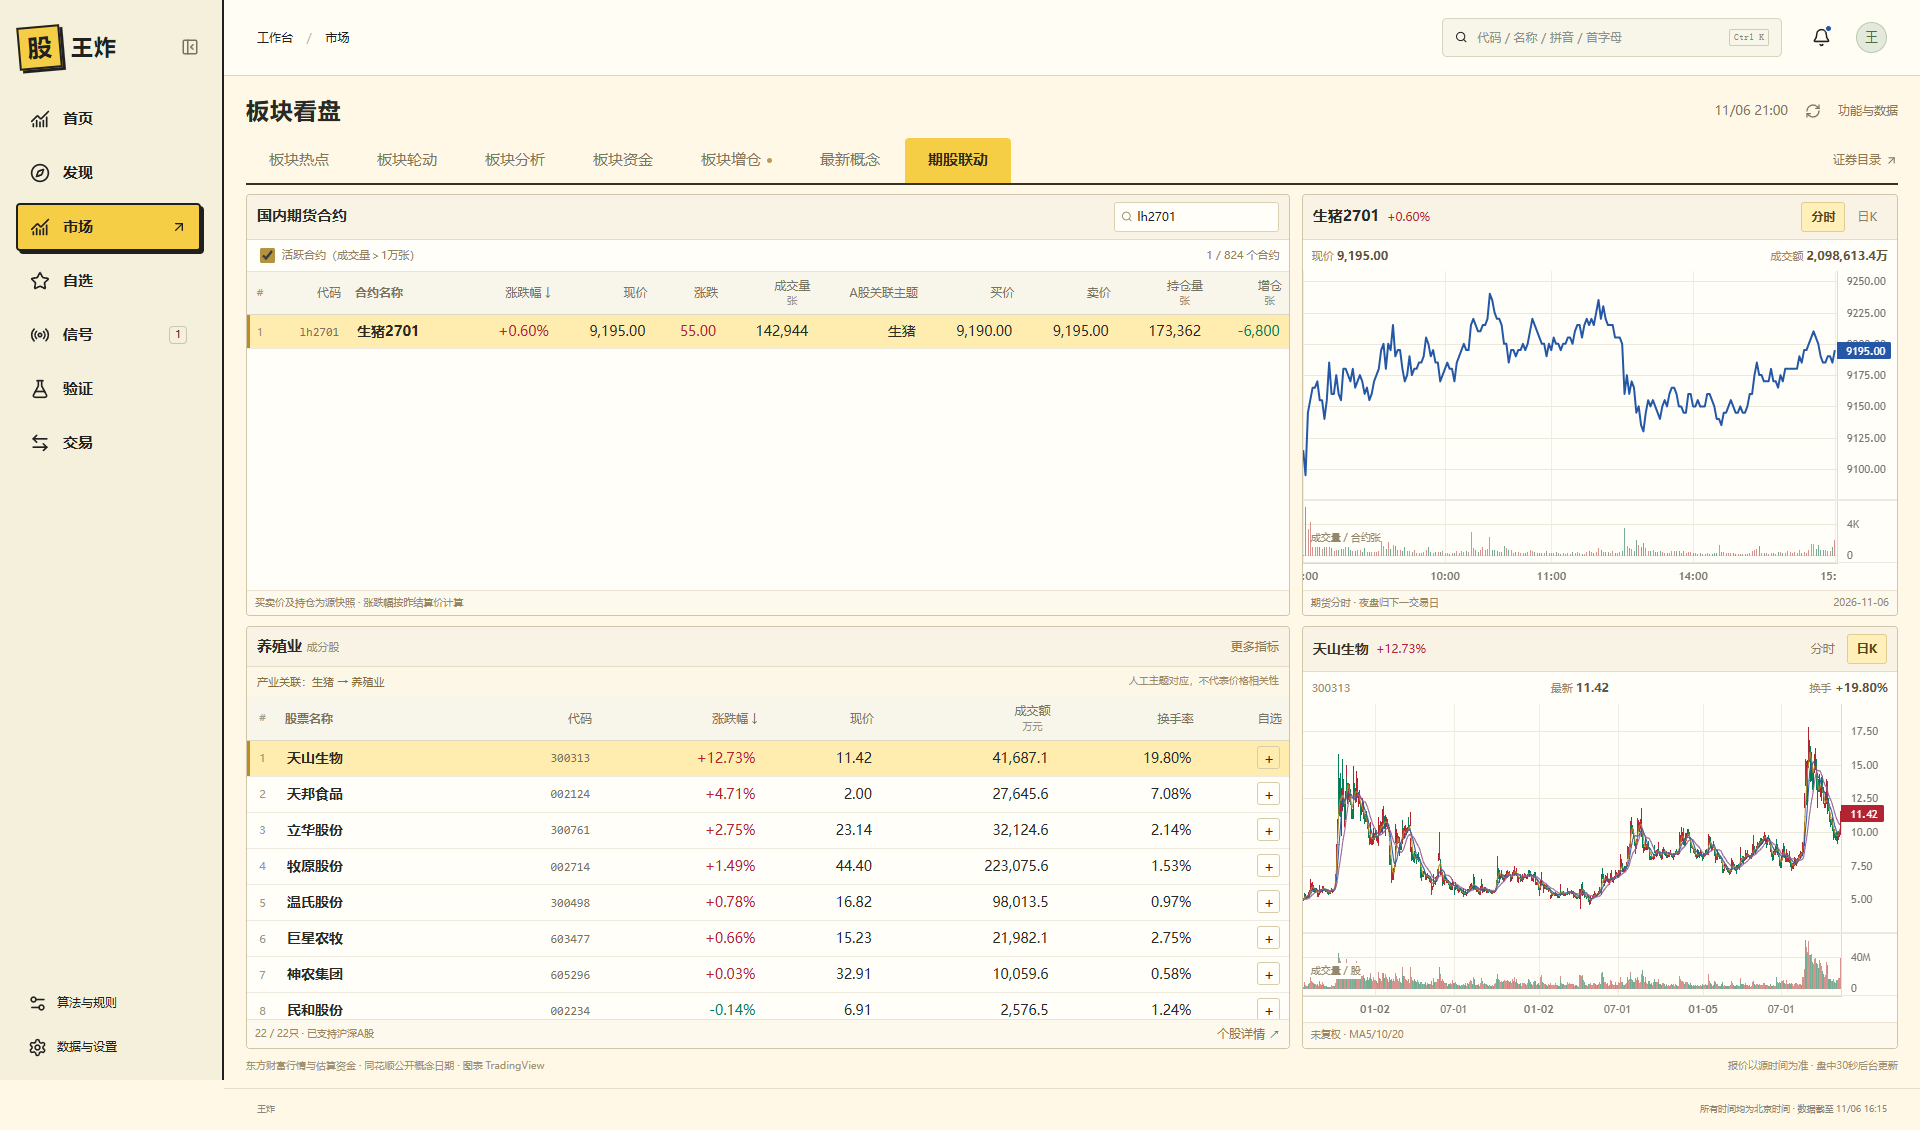 股 王炸
首页
发现
市场
自选
信号 1
验证
交易
算法与规则
数据与设置
工作台 / 市场
代码 / 名称 / 拼音 / 首字母 Ctrl K
王
板块看盘
11/06 21:00 功能与数据
板块热点 板块轮动 板块分析 板块资金 板块增仓 最新概念 期股联动
证券目录
国内期货合约
lh2701
活跃合约（成交量 > 1万张）
1 / 824 个合约
# 代码 合约名称 涨跌幅↓ 现价 涨跌 成交量 张 A股关联主题 买价 卖价 持仓量 张 增仓 张
1 lh2701 生猪2701 +0.60% 9,195.00 55.00 142,944 生猪 9,190.00 9,195.00 173,362 -6,800
买卖价及持仓为源快照 · 涨跌幅按昨结算价计算
生猪2701 +0.60%
分时 日K
现价 9,195.00 成交额 2,098,613.4万
9250.00
9225.00
9195.00
9175.00
9150.00
9125.00
9100.00
成交量 / 合约张
4K
0
:00 10:00 11:00 14:00 15:
期货分时 · 夜盘归下一交易日 2026-11-06
养殖业 成分股 更多指标
产业关联：生猪 → 养殖业 人工主题对应，不代表价格相关性
# 股票名称 代码 涨跌幅↓ 现价 成交额 万元 换手率 自选
1 天山生物 300313 +12.73% 11.42 41,687.1 19.80% +
2 天邦食品 002124 +4.71% 2.00 27,645.6 7.08% +
3 立华股份 300761 +2.75% 23.14 32,124.6 2.14% +
4 牧原股份 002714 +1.49% 44.40 223,075.6 1.53% +
5 温氏股份 300498 +0.78% 16.82 98,013.5 0.97% +
6 巨星农牧 603477 +0.66% 15.23 21,982.1 2.75% +
7 神农集团 605296 +0.03% 32.91 10,059.6 0.58% +
8 民和股份 002234 -0.14% 6.91 2,576.5 1.24% +
22 / 22只 · 已支持沪深A股 个股详情 ↗
天山生物 +12.73%
分时 日K
300313 最新 11.42 换手 +19.80%
17.50
15.00
12.50
11.42
10.00
7.50
5.00
成交量 / 股
40M
0
01-02 07-01 01-02 07-01 01-05 07-01
未复权 · MA5/10/20
东方财富行情与估算资金 · 同花顺公开概念日期 · 图表 TradingView
报价以源时间为准 · 盘中30秒后台更新
王炸
所有时间均为北京时间 · 数据截至 11/06 16:15